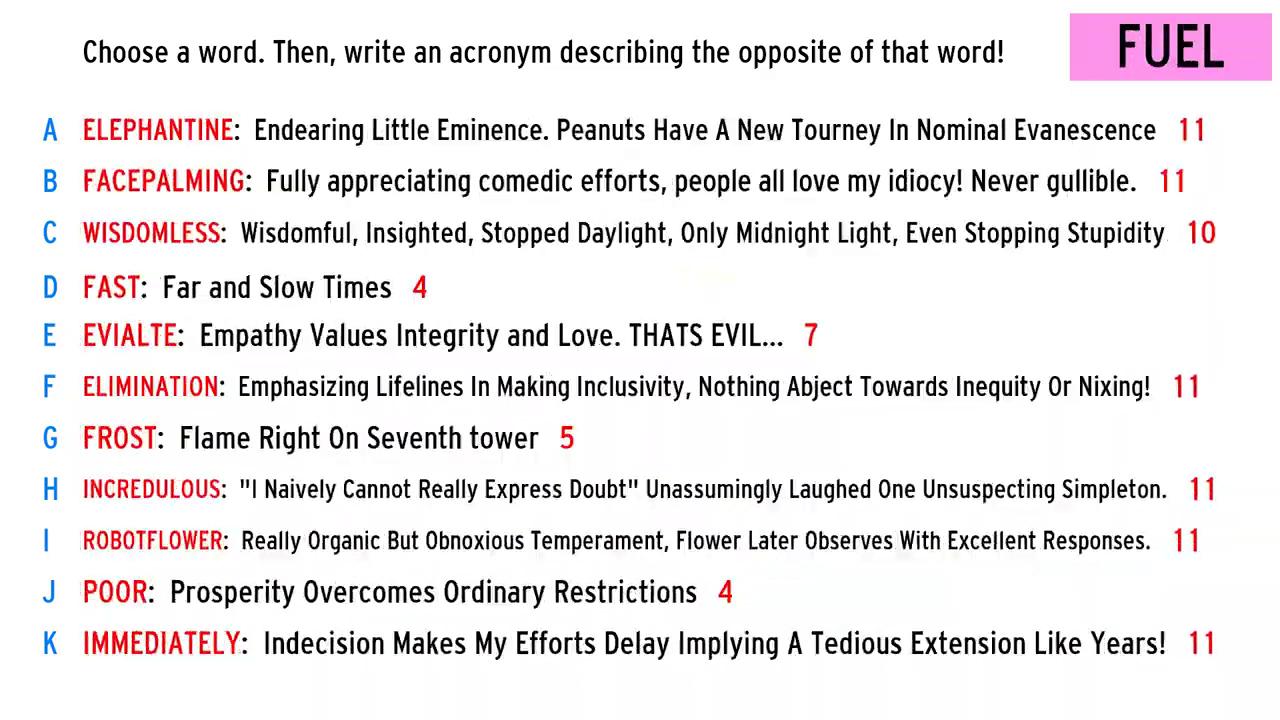 Choose a word. Then, write an acronym describing the opposite of that word!
FUEL
A ELEPHANTINE: Endearing Little Eminence. Peanuts Have A New Tourney In Nominal Evanescence 11
B FACEPALMING: Fully appreciating comedic efforts, people all love my idiocy! Never gullible. 11
C WISDOMLESS: Wisdomful, Insighted, Stopped Daylight, Only Midnight Light, Even Stopping Stupidity 10
D FAST: Far and Slow Times 4
E EVIALTE: Empathy Values Integrity and Love. THATS EVIL... 7
F ELIMINATION: Emphasizing Lifelines In Making Inclusivity, Nothing Abject Towards Inequity Or Nixing! 11
G FROST: Flame Right On Seventh tower 5
H INCREDULOUS: "I Naively Cannot Really Express Doubt" Unassumingly Laughed One Unsuspecting Simpleton. 11
I ROBOTFLOWER: Really Organic But Obnoxious Temperament, Flower Later Observes With Excellent Responses. 11
J POOR: Prosperity Overcomes Ordinary Restrictions 4
K IMMEDIATELY: Indecision Makes My Efforts Delay Implying A Tedious Extension Like Years! 11